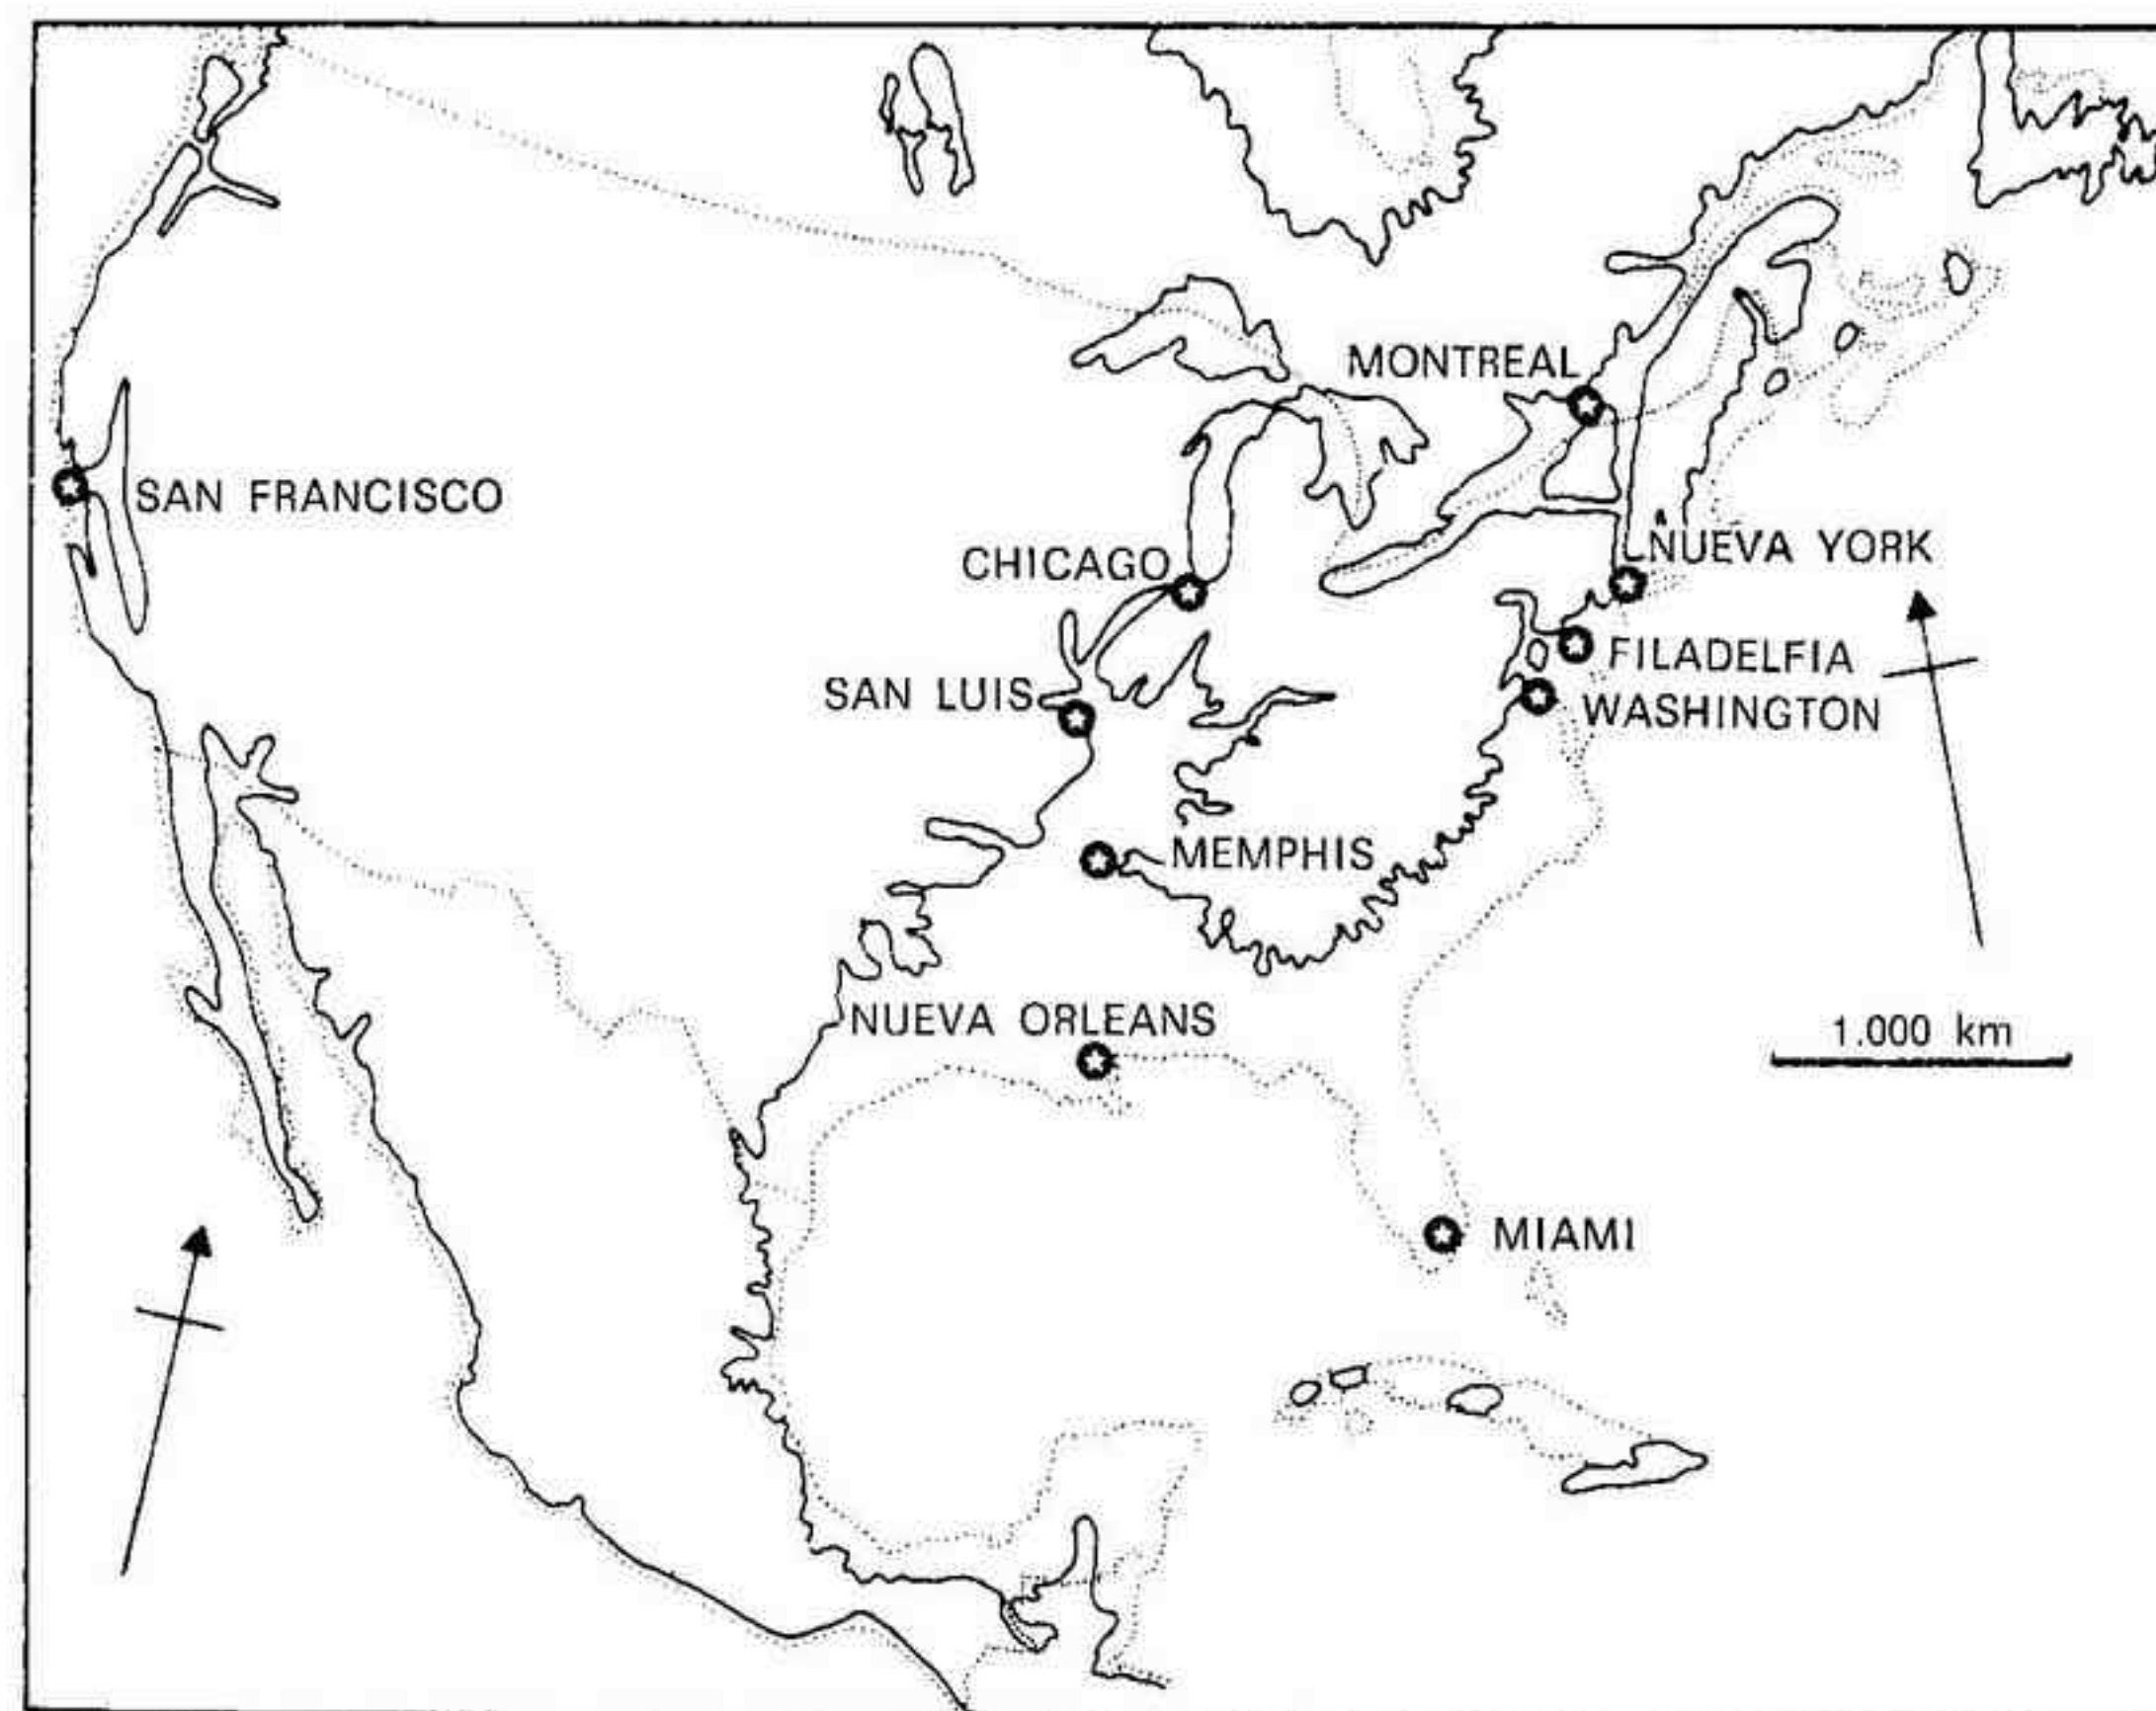 MONTREAL
SAN FRANCISCO
CHICAGO
NUEVA YORK
SAN LUIS
FILADELFIA
WASHINGTON
MEMPHIS
NUEVA ORLEANS
1.000 km
MIAMI